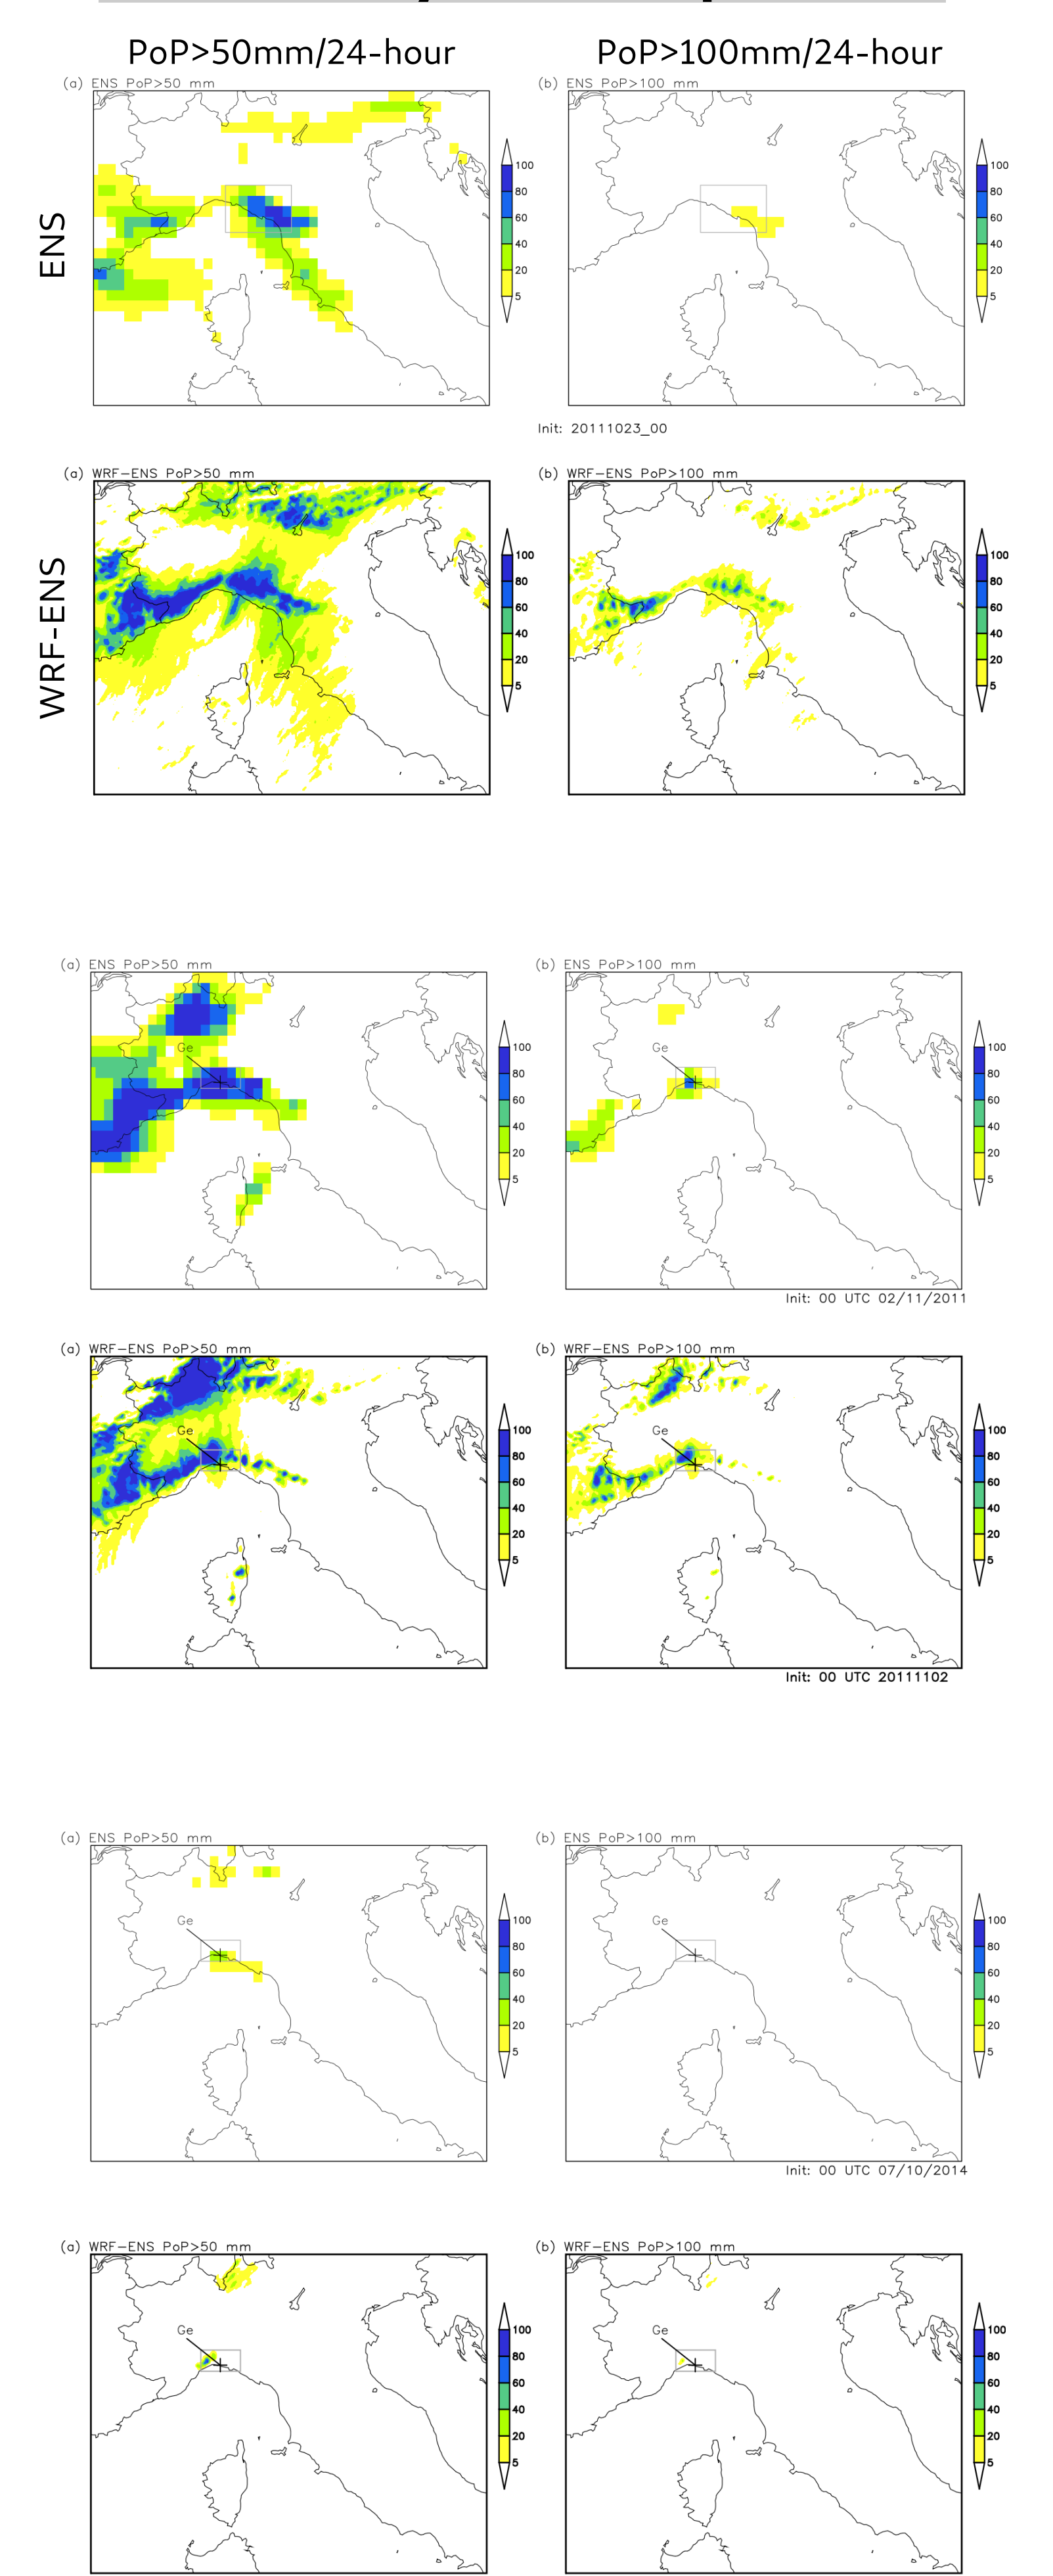 PoP>50mm/24-hour PoP>100mm/24-hour
(a) ENS PoP>50 mm (b) ENS PoP>100 mm
ENS
100 100
80 80
60 60
40 40
20 20
5 5
Init: 20111023_00
(a) WRF-ENS PoP>50 mm (b) WRF-ENS PoP>100 mm
WRF-ENS
100 100
80 80
60 60
40 40
20 20
5 5
(a) ENS PoP>50 mm (b) ENS PoP>100 mm
Ge Ge
100 100
80 80
60 60
40 40
20 20
5 5
Init: 00 UTC 02/11/2011
(a) WRF-ENS PoP>50 mm (b) WRF-ENS PoP>100 mm
Ge Ge
100 100
80 80
60 60
40 40
20 20
5 5
Init: 00 UTC 20111102
(a) ENS PoP>50 mm (b) ENS PoP>100 mm
Ge Ge
100 100
80 80
60 60
40 40
20 20
5 5
Init: 00 UTC 07/10/2014
(a) WRF-ENS PoP>50 mm (b) WRF-ENS PoP>100 mm
Ge Ge
100 100
80 80
60 60
40 40
20 20
5 5